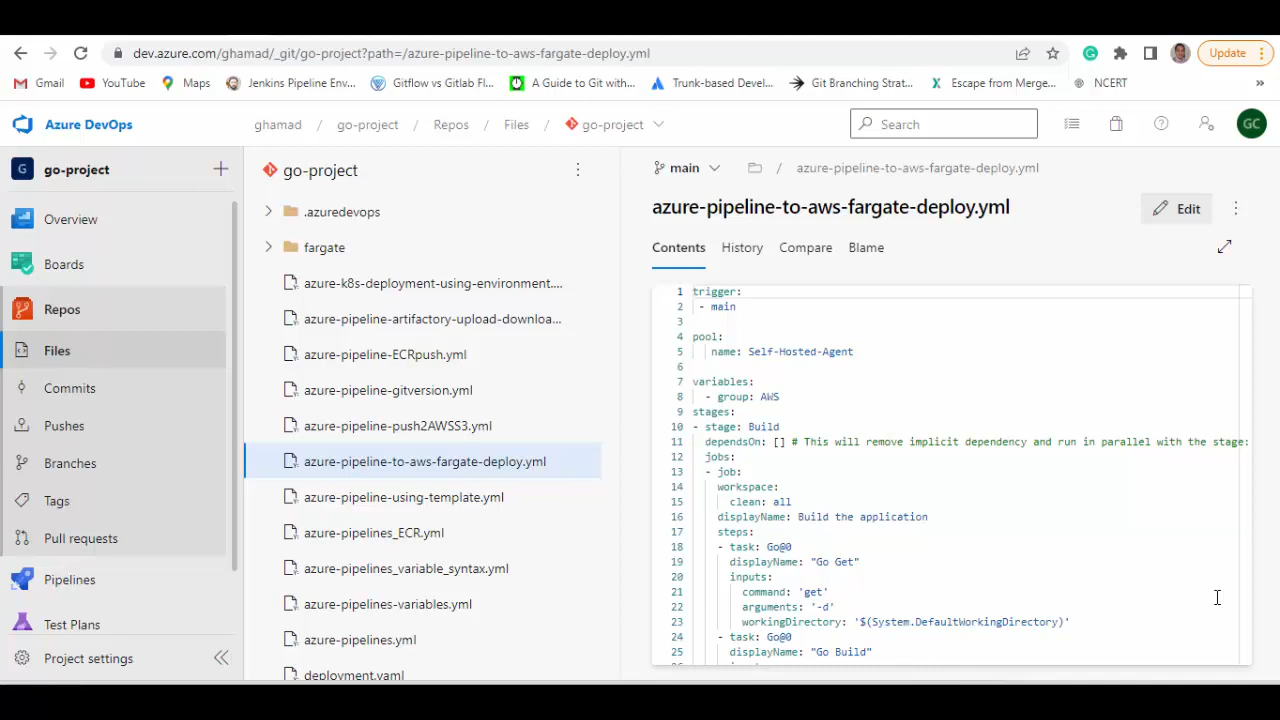 dev.azure.com/ghamad/_git/go-project?path=/azure-pipeline-to-aws-fargate-deploy.yml
Update
Gmail
YouTube
Maps
Jenkins Pipeline Env...
Gitflow vs Gitlab Fl...
A Guide to Git with...
Trunk-based Devel...
Git Branching Strat...
Escape from Merge...
NCERT
»
Azure DevOps
ghamad / go-project / Repos / Files / go-project
Search
GC
G go-project
Overview
Boards
Repos
Files
Commits
Pushes
Branches
Tags
Pull requests
Pipelines
Test Plans
Project settings
go-project
.azuredevops
fargate
azure-k8s-deployment-using-environment....
azure-pipeline-artifactory-upload-downloa...
azure-pipeline-ECRpush.yml
azure-pipeline-gitversion.yml
azure-pipeline-push2AWSS3.yml
azure-pipeline-to-aws-fargate-deploy.yml
azure-pipeline-using-template.yml
azure-pipelines_ECR.yml
azure-pipelines_variable_syntax.yml
azure-pipelines-variables.yml
azure-pipelines.yml
deployment.yaml
main / azure-pipeline-to-aws-fargate-deploy.yml
azure-pipeline-to-aws-fargate-deploy.yml
Edit
Contents
History
Compare
Blame
1 trigger:
2 - main
3
4 pool:
5 name: Self-Hosted-Agent
6
7 variables:
8 - group: AWS
9 stages:
10 - stage: Build
11 dependsOn: [] # This will remove implicit dependency and run in parallel with the stage:
12 jobs:
13 - job:
14 workspace:
15 clean: all
16 displayName: Build the application
17 steps:
18 - task: Go@0
19 displayName: "Go Get"
20 inputs:
21 command: 'get'
22 arguments: '-d'
23 workingDirectory: '$(System.DefaultWorkingDirectory)'
24 - task: Go@0
25 displayName: "Go Build"